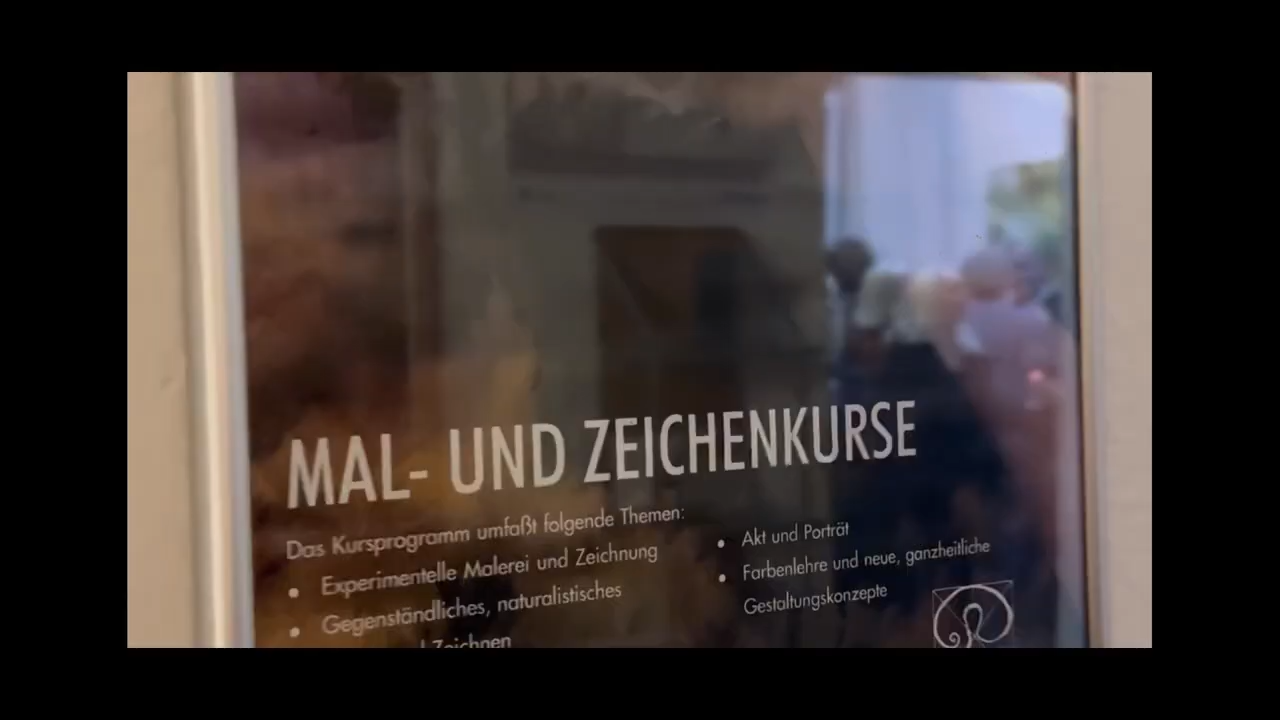 MAL- UND ZEICHENKURSE
Das Kursprogramm umfaßt folgende Themen:
• Experimentelle Malerei und Zeichnung
• Gegenständliches, naturalistisches
Zeichnen
• Akt und Porträt
• Farbenlehre und neue, ganzheitliche
Gestaltungskonzepte